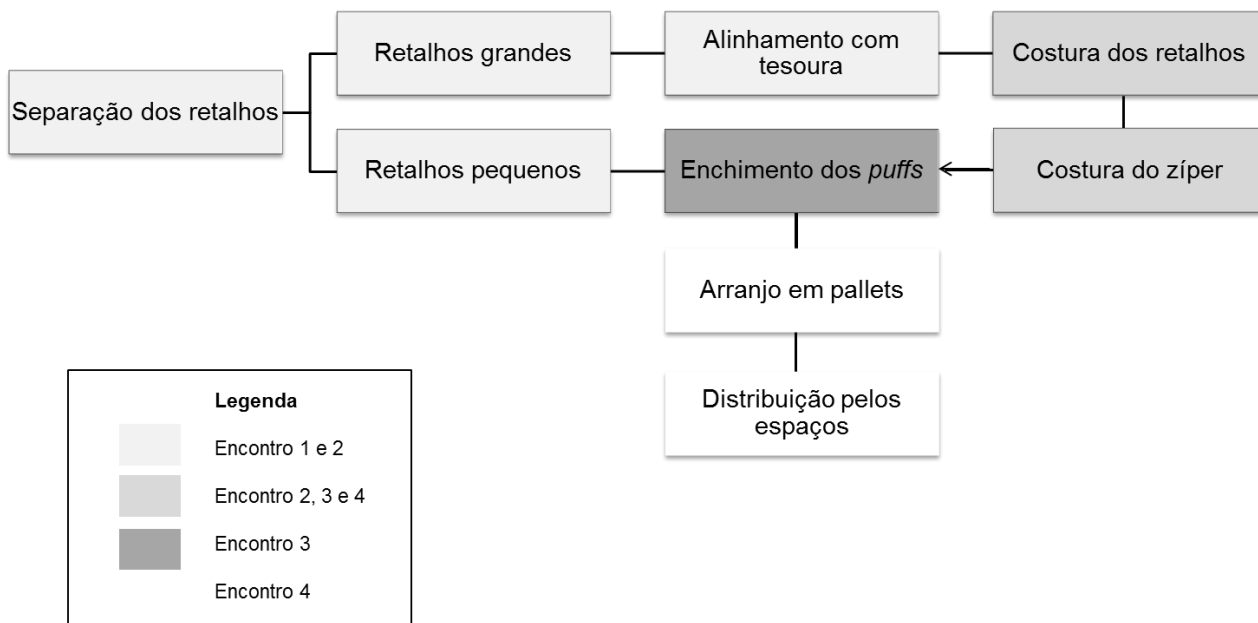 Separação dos retalhos
Retalhos grandes
Alinhamento com
tesoura
Costura dos retalhos
Retalhos pequenos
Enchimento dos puffs
Costura do zíper
Arranjo em pallets
Distribuição pelos
espaços
Legenda
Encontro 1 e 2
Encontro 2, 3 e 4
Encontro 3
Encontro 4